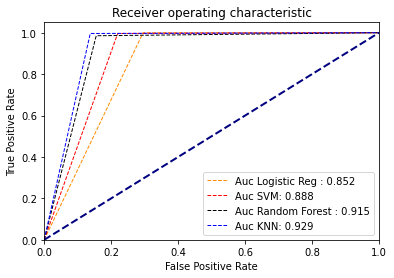 Receiver operating characteristic
True Positive Rate
1.0
0.8
0.6
0.4
0.2
0.0
Auc Logistic Reg : 0.852
Auc SVM: 0.888
Auc Random Forest : 0.915
Auc KNN: 0.929
0.0 0.2 0.4 0.6 0.8 1.0
False Positive Rate